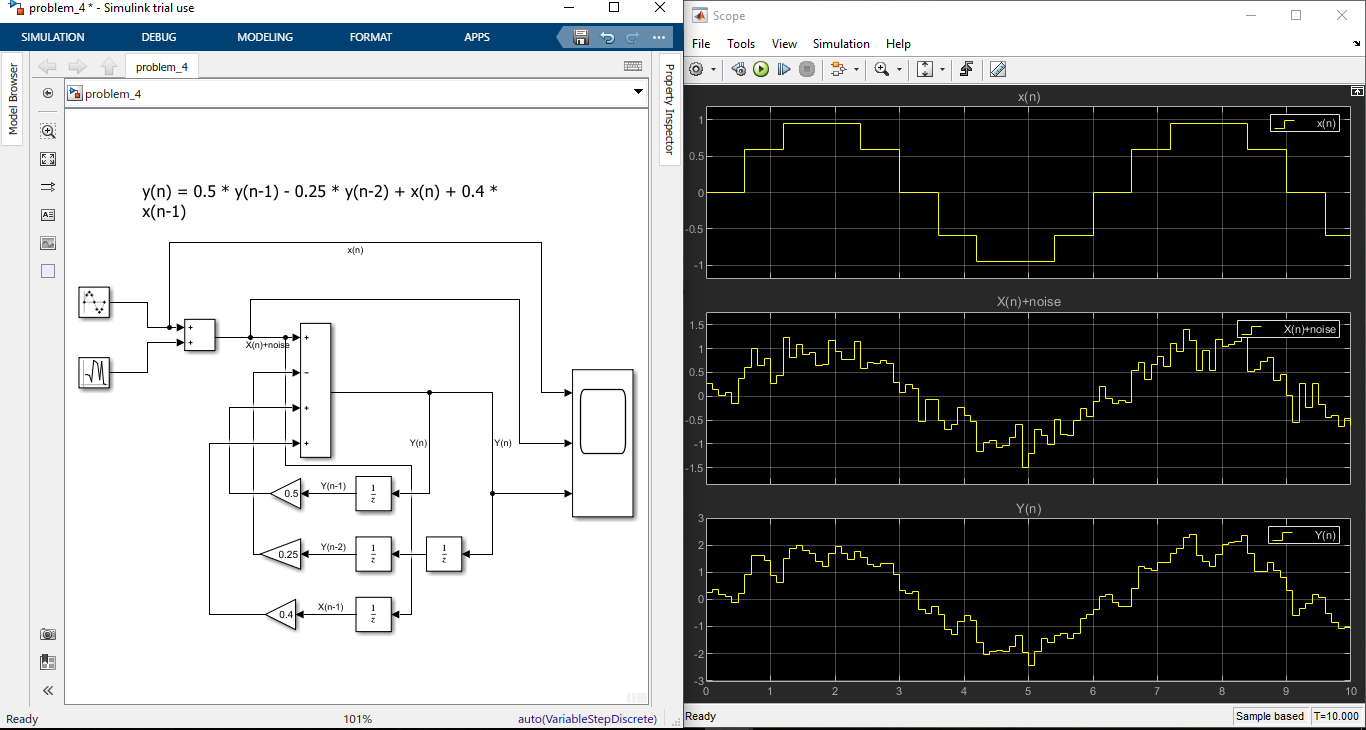 problem_4 * - Simulink trial use
SIMULATION DEBUG MODELING FORMAT APPS
Model Browser
problem_4
problem_4
Property Inspector
y(n) = 0.5 * y(n-1) - 0.25 * y(n-2) + x(n) + 0.4 *
x(n-1)
x(n)
+
+
X(n)+noise
+
−
+
+
Y(n)
Y(n)
0.5
Y(n-1)
1
z
0.25
Y(n-2)
1
z
1
z
0.4
X(n-1)
1
z
Ready 101% auto(VariableStepDiscrete)
Scope
File Tools View Simulation Help
x(n)
x(n)
1
0.5
0
-0.5
-1
X(n)+noise
X(n)+noise
1.5
1
0.5
0
-0.5
-1
-1.5
Y(n)
Y(n)
3
2
1
0
-1
-2
-3
0 1 2 3 4 5 6 7 8 9 10
Ready Sample based T=10.000